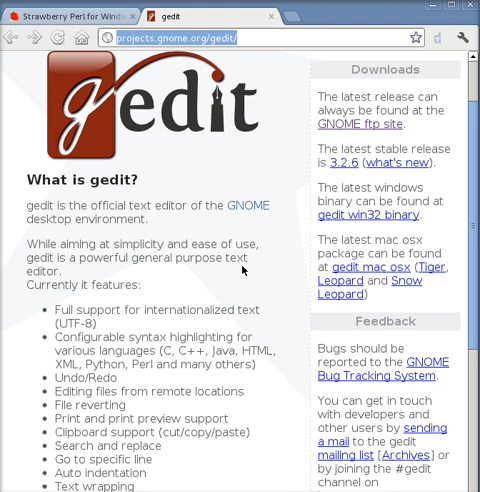 Strawberry Perl for Windo
gedit
projects.gnome.org/gedit/
gedit
What is gedit?
gedit is the official text editor of the GNOME
desktop environment.
While aiming at simplicity and ease of use,
gedit is a powerful general purpose text
editor.
Currently it features:
Full support for internationalized text
(UTF-8)
Configurable syntax highlighting for
various languages (C, C++, Java, HTML,
XML, Python, Perl and many others)
Undo/Redo
Editing files from remote locations
File reverting
Print and print preview support
Clipboard support (cut/copy/paste)
Search and replace
Go to specific line
Auto indentation
Text wrapping
Downloads
The latest release can
always be found at the
GNOME ftp site.
The latest stable release
is 3.2.6 (what's new).
The latest windows
binary can be found at
gedit win32 binary.
The latest mac osx
package can be found
at gedit mac osx (Tiger,
Leopard and Snow
Leopard)
Feedback
Bugs should be
reported to the GNOME
Bug Tracking System.
You can get in touch
with developers and
other users by sending
a mail to the gedit
mailing list [Archives] or
by joining the #gedit
channel on